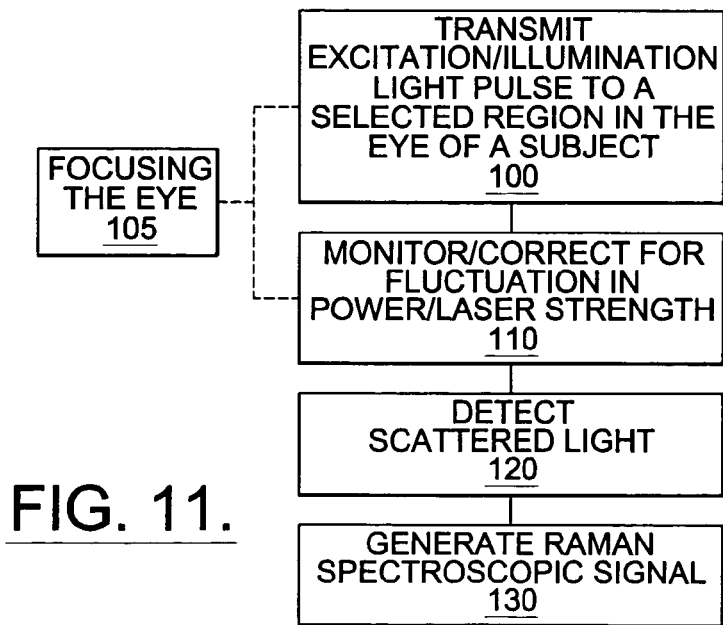 TRANSMIT
EXCITATION/ILLUMINATION
LIGHT PULSE TO A
SELECTED REGION IN THE
EYE OF A SUBJECT
100
FOCUSING
THE EYE
105
MONITOR/CORRECT FOR
FLUCTUATION IN
POWER/LASER STRENGTH
110
DETECT
SCATTERED LIGHT
120
GENERATE RAMAN
SPECTROSCOPIC SIGNAL
130
FIG. 11.